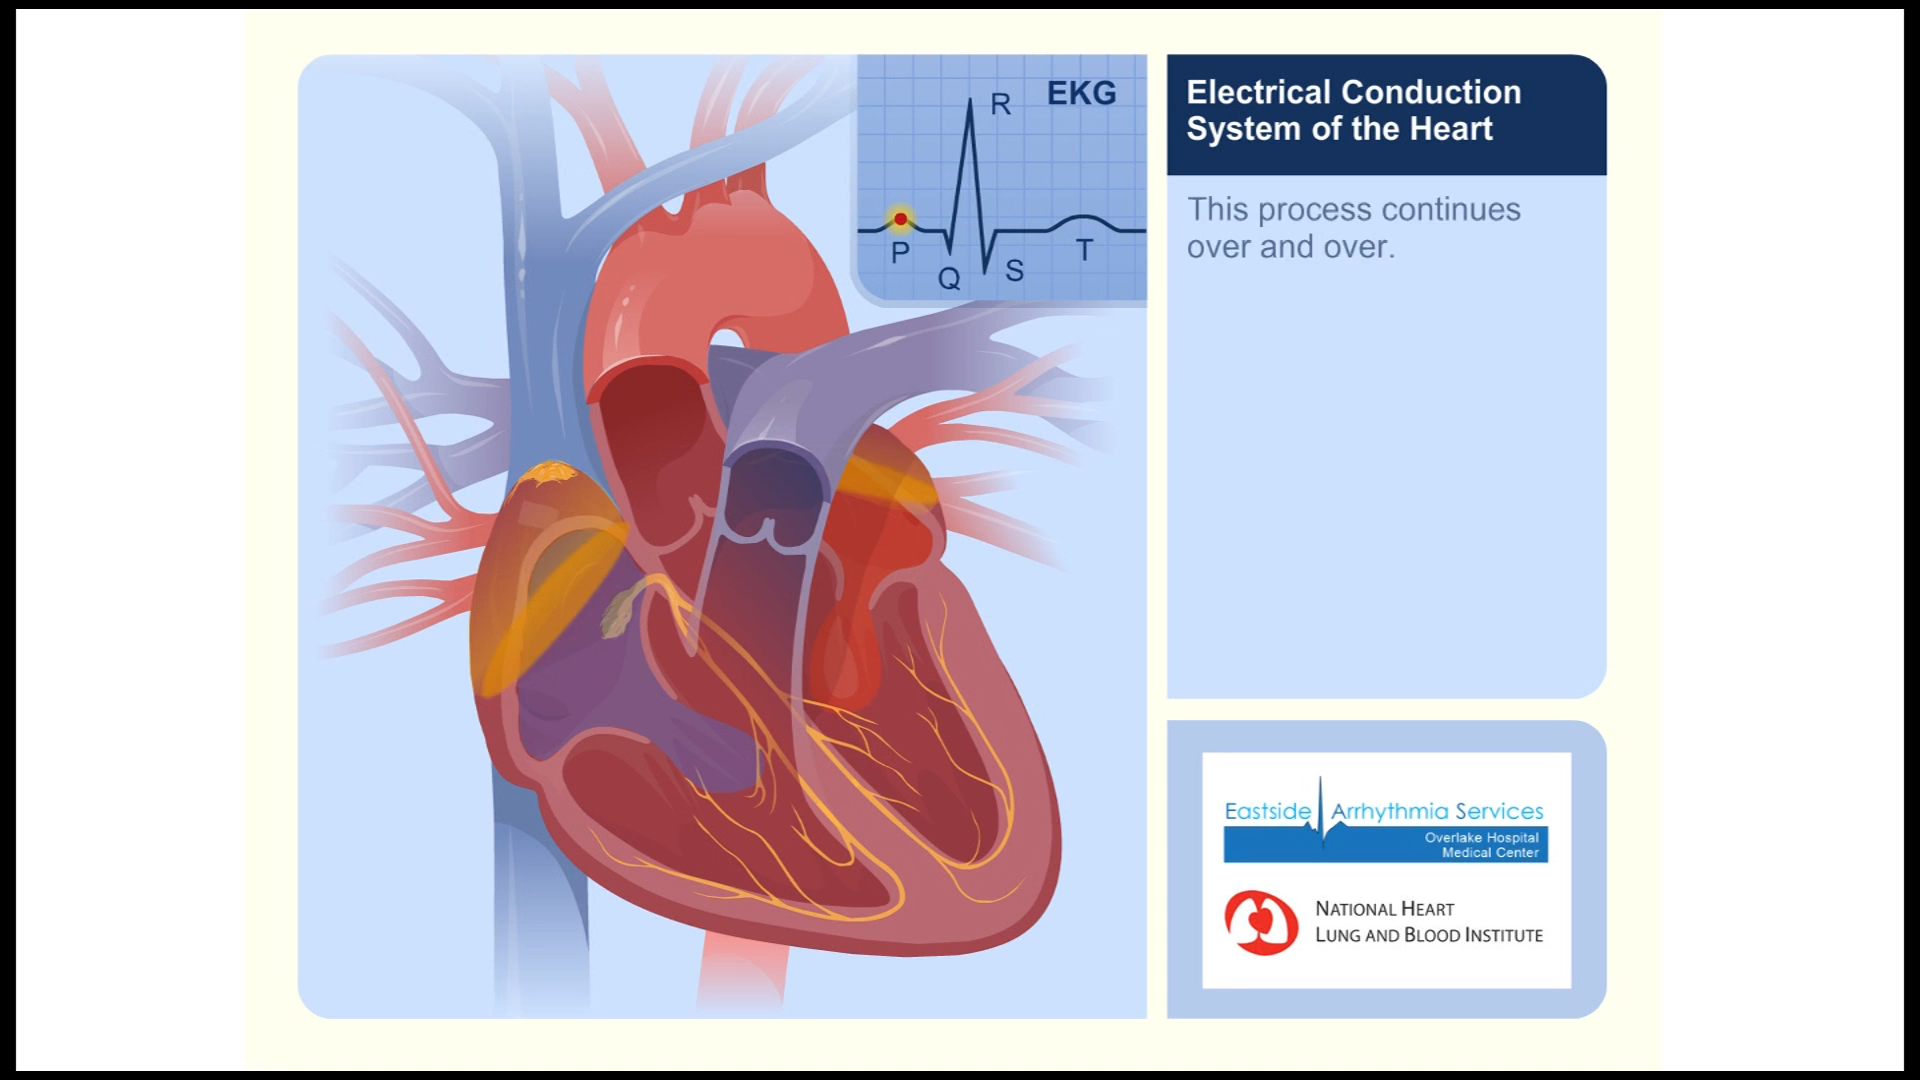 EKG
R
P
Q
S
T
Electrical Conduction
System of the Heart
This process continues
over and over.
Eastside Arrhythmia Services
Overlake Hospital
Medical Center
NATIONAL HEART
LUNG AND BLOOD INSTITUTE